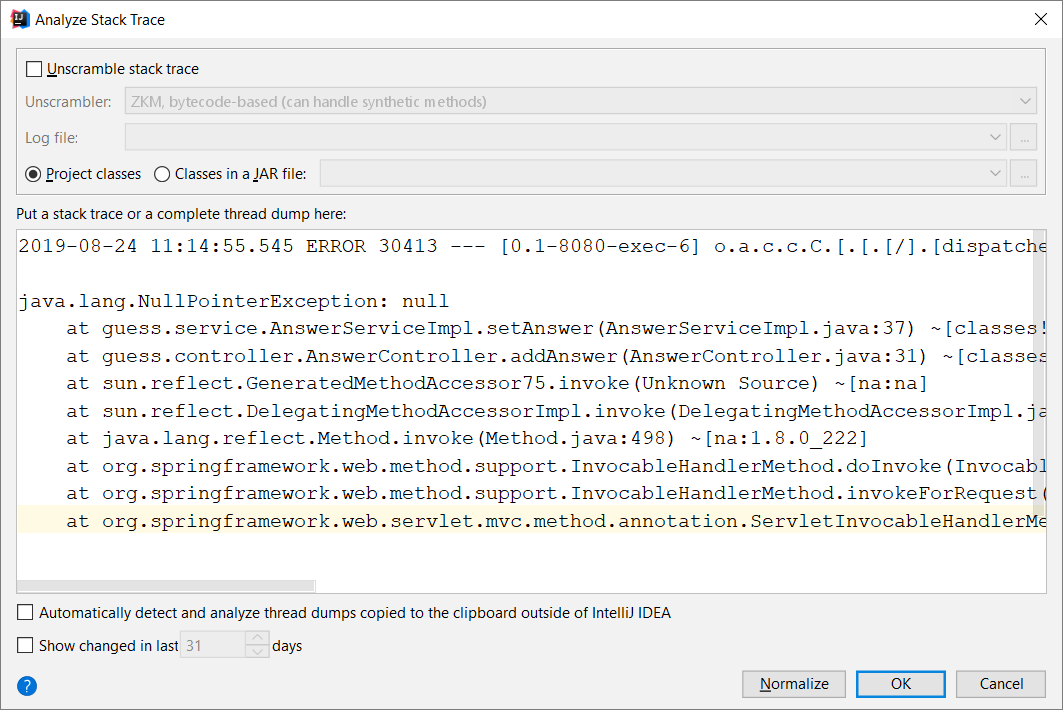 Analyze Stack Trace
Unscramble stack trace
Unscrambler: ZKM, bytecode-based (can handle synthetic methods)
Log file: ...
Project classes Classes in a JAR file: ...
Put a stack trace or a complete thread dump here:
2019-08-24 11:14:55.545 ERROR 30413 --- [0.1-8080-exec-6] o.a.c.c.C.[.[.[/].[dispatche
java.lang.NullPointerException: null
at guess.service.AnswerServiceImpl.setAnswer(AnswerServiceImpl.java:37) ~[classes!
at guess.controller.AnswerController.addAnswer(AnswerController.java:31) ~[classes
at sun.reflect.GeneratedMethodAccessor75.invoke(Unknown Source) ~[na:na]
at sun.reflect.DelegatingMethodAccessorImpl.invoke(DelegatingMethodAccessorImpl.ja
at java.lang.reflect.Method.invoke(Method.java:498) ~[na:1.8.0_222]
at org.springframework.web.method.support.InvocableHandlerMethod.doInvoke(Invocabl
at org.springframework.web.method.support.InvocableHandlerMethod.invokeForRequest(
at org.springframework.web.servlet.mvc.method.annotation.ServletInvocableHandlerMe
Automatically detect and analyze thread dumps copied to the clipboard outside of IntelliJ IDEA
Show changed in last 31 days
? Normalize OK Cancel